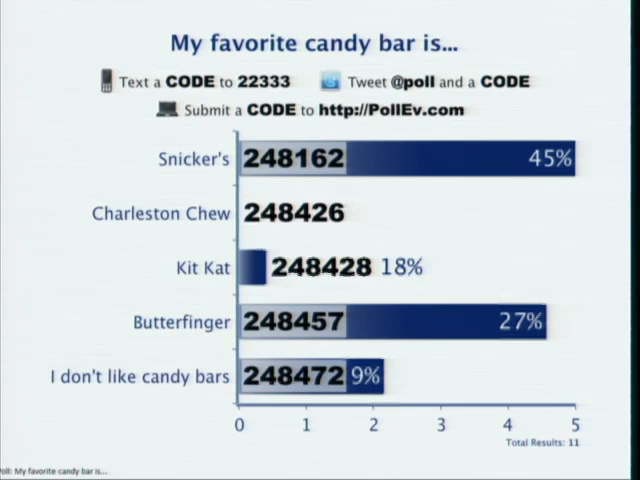 My favorite candy bar is...
Text a CODE to 22333
Tweet @poll and a CODE
Submit a CODE to http://PollEv.com
Snicker's 248162 45%
Charleston Chew 248426
Kit Kat 248428 18%
Butterfinger 248457 27%
I don't like candy bars 248472 9%
0 1 2 3 4 5
Total Results: 11
Poll: My favorite candy bar is...